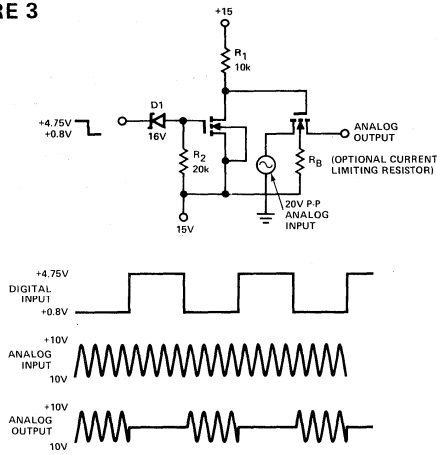 RE 3
+15
R1
10k
D1
16V
+4.75V
+0.8V
R2
20k
15V
ANALOG
OUTPUT
RB
(OPTIONAL CURRENT
LIMITING RESISTOR)
20V P-P
ANALOG
INPUT
+4.75V
DIGITAL
INPUT
+0.8V
+10V
ANALOG
INPUT
10V
+10V
ANALOG
OUTPUT
10V